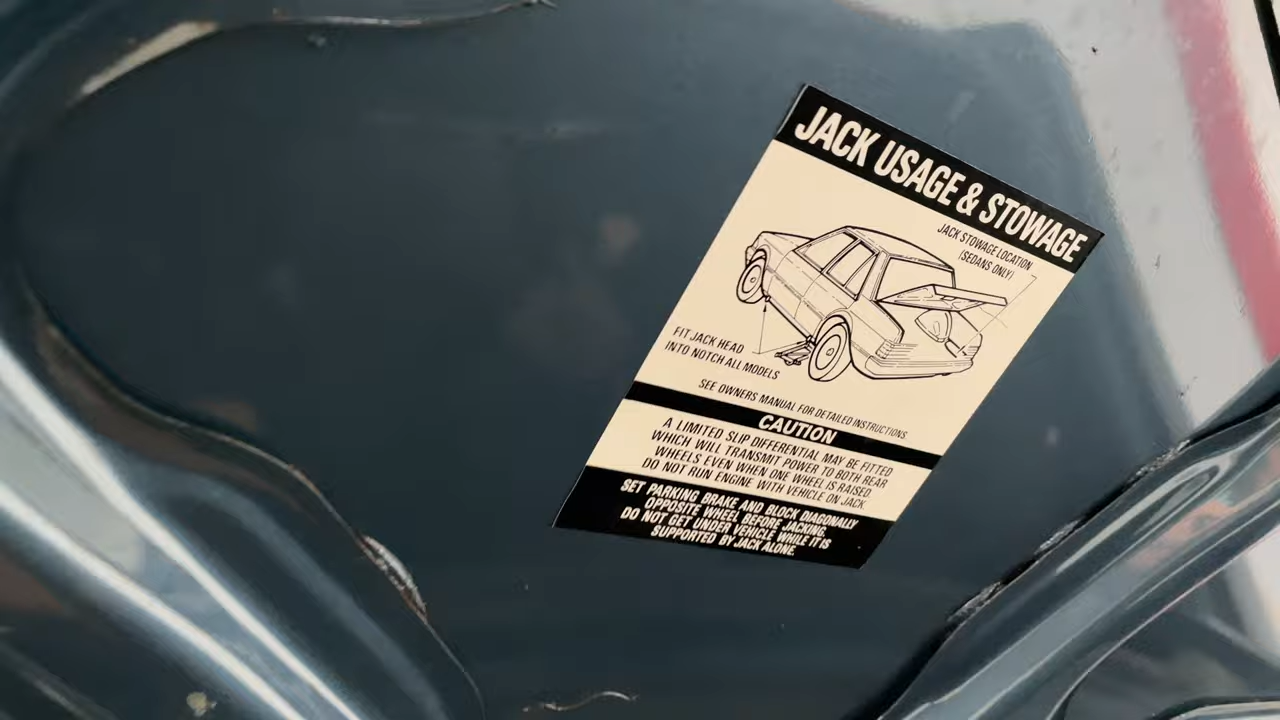 JACK USAGE & STOWAGE
JACK STOWAGE LOCATION
(SEDANS ONLY)
FIT JACK HEAD
INTO NOTCH ALL MODELS
SEE OWNERS MANUAL FOR DETAILED INSTRUCTIONS
CAUTION
A LIMITED SLIP DIFFERENTIAL MAY BE FITTED
WHICH WILL TRANSMIT POWER TO BOTH REAR
WHEELS EVEN WHEN ONE WHEEL IS RAISED
DO NOT RUN ENGINE WITH VEHICLE ON JACK.
SET PARKING BRAKE AND BLOCK DIAGONALLY
OPPOSITE WHEEL BEFORE JACKING.
DO NOT GET UNDER VEHICLE WHILE IT IS
SUPPORTED BY JACK ALONE.